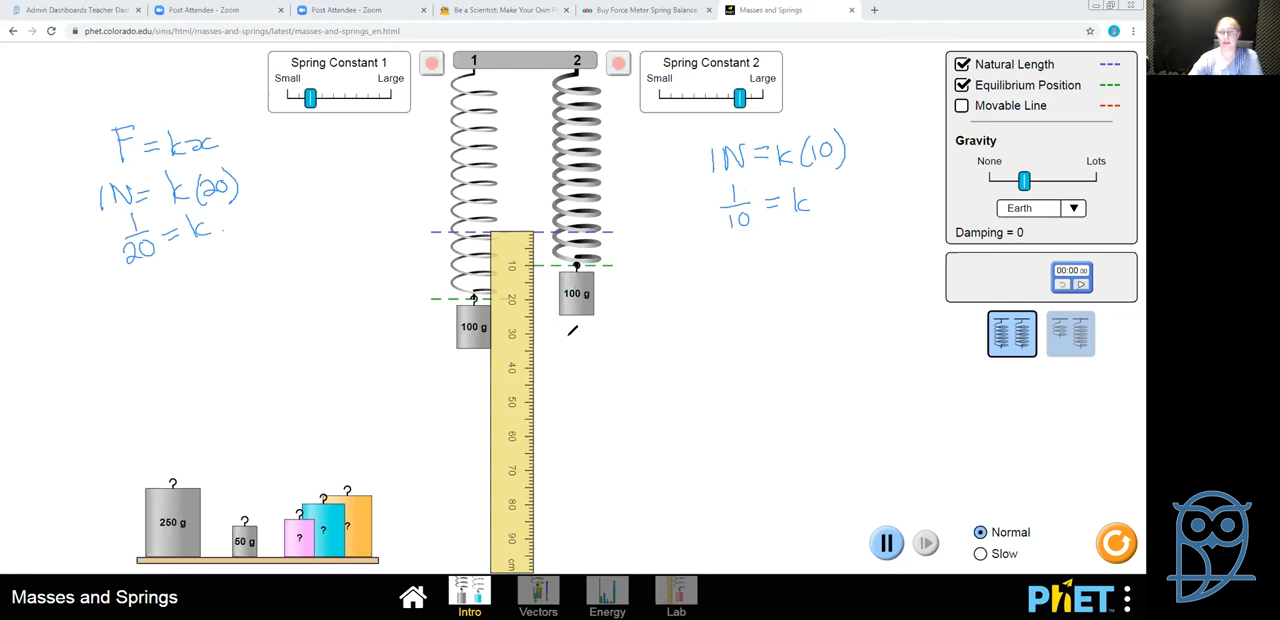 Admin Dashboards Teacher Das
Post Attendee - Zoom
Post Attendee - Zoom
Be a Scientist: Make Your Own F
Buy Force Meter Spring Balance
Masses and Springs
phet.colorado.edu/sims/html/masses-and-springs/latest/masses-and-springs_en.html
Spring Constant 1
Small Large
1 2
Spring Constant 2
Small Large
Natural Length
Equilibrium Position
Movable Line
Gravity
None Lots
Earth
Damping = 0
00:00.00
F = kx
1N = k(20)
1/20 = k
1N = k(10)
1/10 = k
100 g
100 g
10
20
30
40
50
60
70
80
90
cm
250 g
50 g
?
?
?
Normal
Slow
Masses and Springs
Intro
Vectors
Energy
Lab
PhET